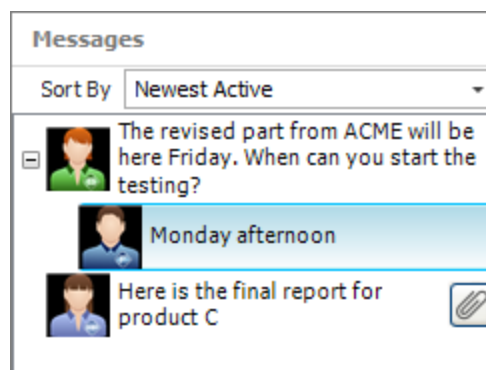 Messages
Sort By Newest Active
The revised part from ACME will be
here Friday. When can you start the
testing?
Monday afternoon
Here is the final report for
product C